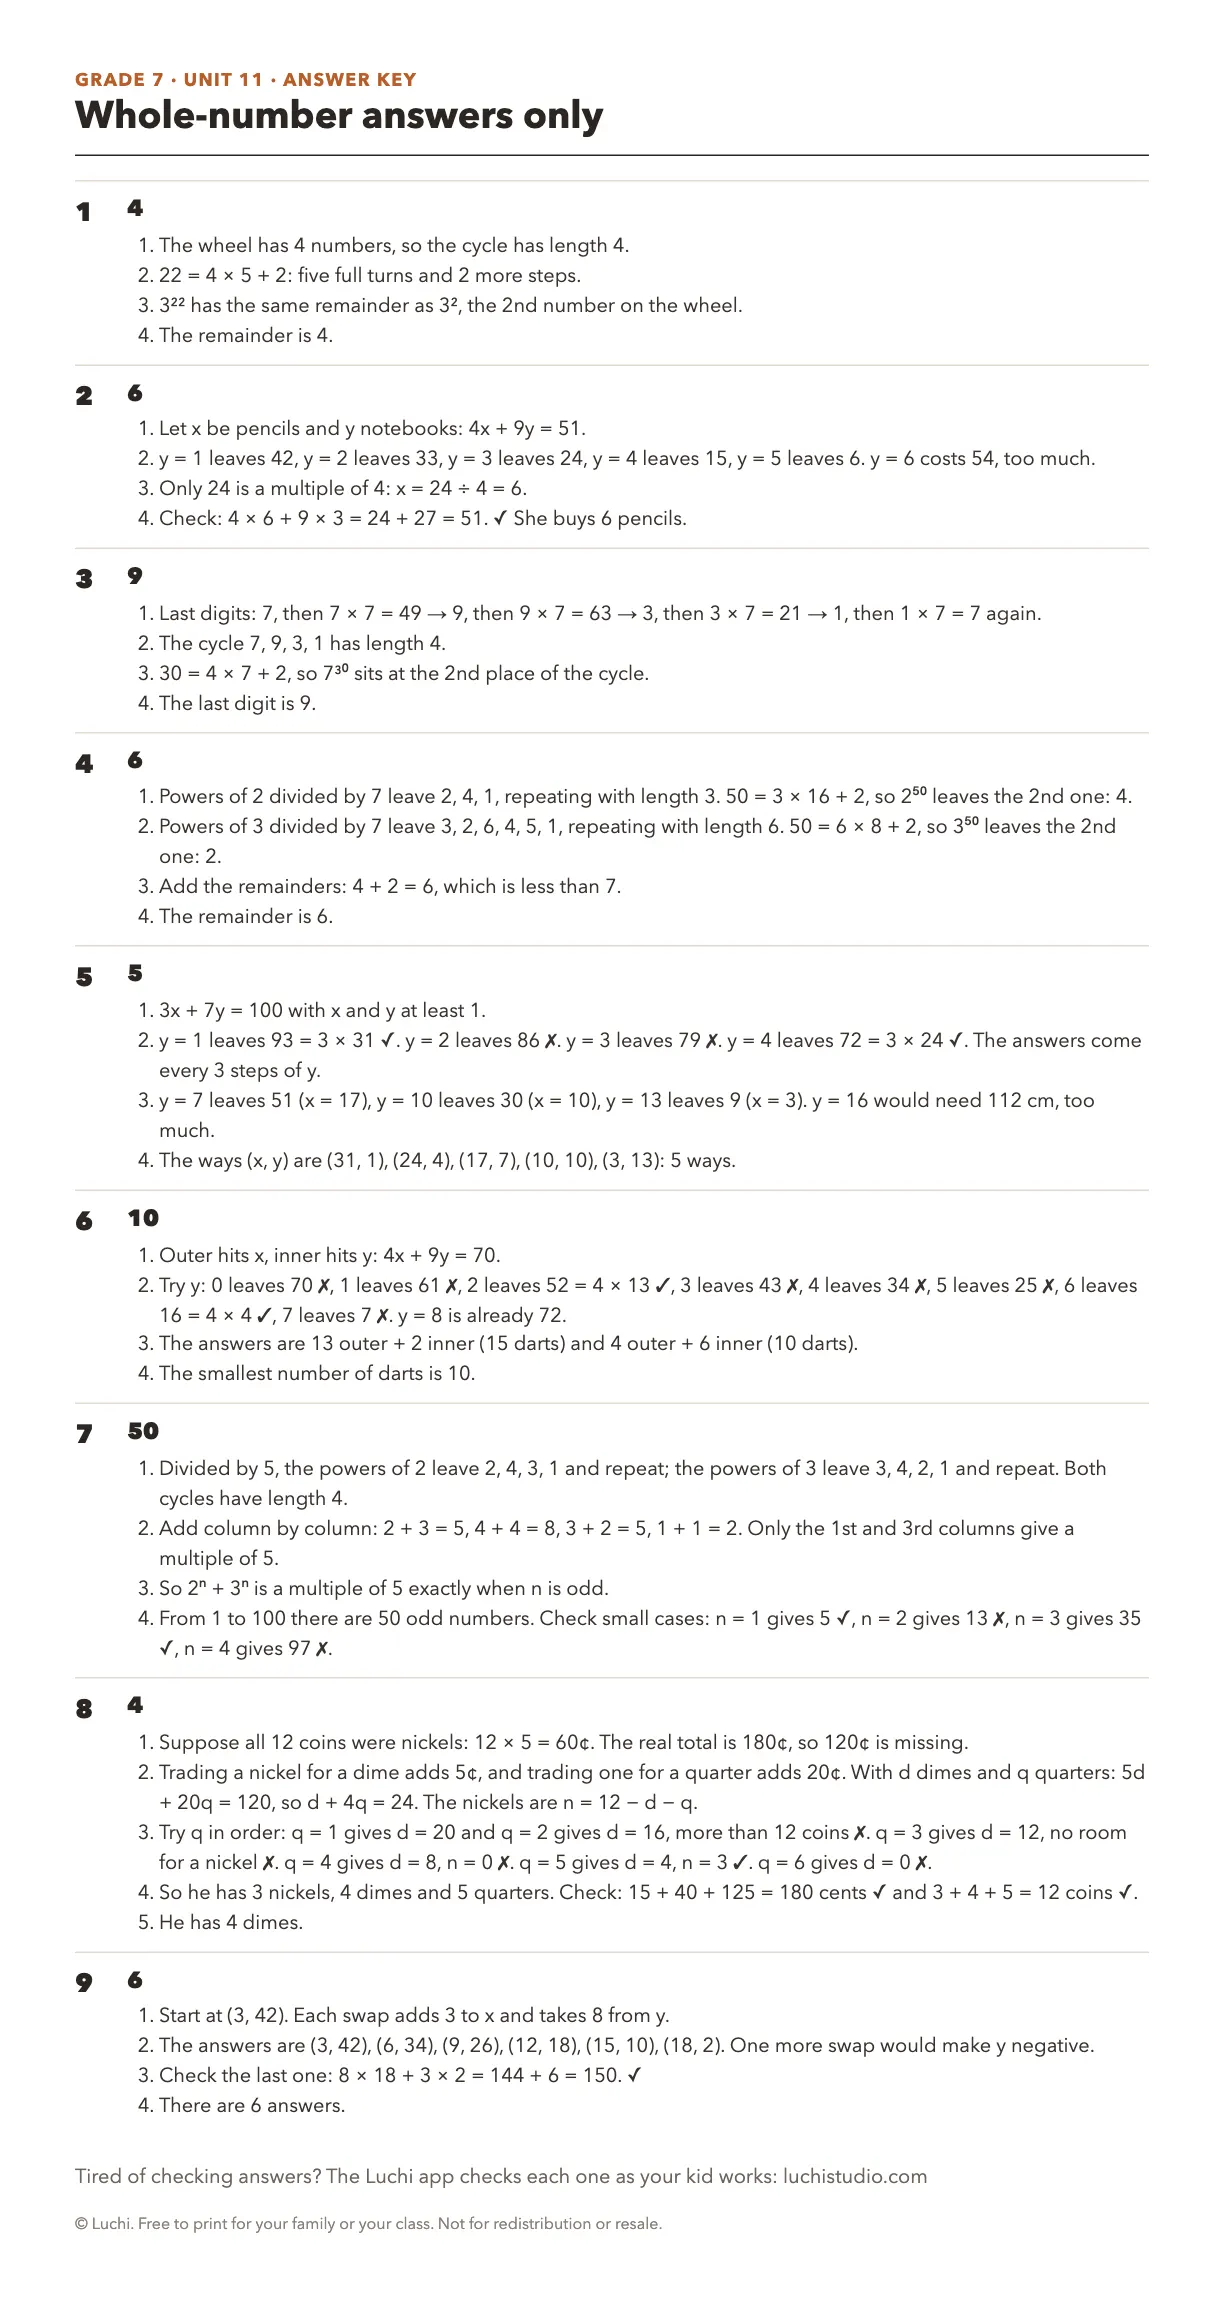 GRADE 7 · UNIT 11 · ANSWER KEY
Whole-number answers only
1 4
1. The wheel has 4 numbers, so the cycle has length 4.
2. 22 = 4 × 5 + 2: five full turns and 2 more steps.
3. 3²² has the same remainder as 3², the 2nd number on the wheel.
4. The remainder is 4.
2 6
1. Let x be pencils and y notebooks: 4x + 9y = 51.
2. y = 1 leaves 42, y = 2 leaves 33, y = 3 leaves 24, y = 4 leaves 15, y = 5 leaves 6. y = 6 costs 54, too much.
3. Only 24 is a multiple of 4: x = 24 ÷ 4 = 6.
4. Check: 4 × 6 + 9 × 3 = 24 + 27 = 51. ✓ She buys 6 pencils.
3 9
1. Last digits: 7, then 7 × 7 = 49 → 9, then 9 × 7 = 63 → 3, then 3 × 7 = 21 → 1, then 1 × 7 = 7 again.
2. The cycle 7, 9, 3, 1 has length 4.
3. 30 = 4 × 7 + 2, so 7³⁰ sits at the 2nd place of the cycle.
4. The last digit is 9.
4 6
1. Powers of 2 divided by 7 leave 2, 4, 1, repeating with length 3. 50 = 3 × 16 + 2, so 2⁵⁰ leaves the 2nd one: 4.
2. Powers of 3 divided by 7 leave 3, 2, 6, 4, 5, 1, repeating with length 6. 50 = 6 × 8 + 2, so 3⁵⁰ leaves the 2nd
one: 2.
3. Add the remainders: 4 + 2 = 6, which is less than 7.
4. The remainder is 6.
5 5
1. 3x + 7y = 100 with x and y at least 1.
2. y = 1 leaves 93 = 3 × 31 ✓. y = 2 leaves 86 ✗. y = 3 leaves 79 ✗. y = 4 leaves 72 = 3 × 24 ✓. The answers come
every 3 steps of y.
3. y = 7 leaves 51 (x = 17), y = 10 leaves 30 (x = 10), y = 13 leaves 9 (x = 3). y = 16 would need 112 cm, too
much.
4. The ways (x, y) are (31, 1), (24, 4), (17, 7), (10, 10), (3, 13): 5 ways.
6 10
1. Outer hits x, inner hits y: 4x + 9y = 70.
2. Try y: 0 leaves 70 ✗, 1 leaves 61 ✗, 2 leaves 52 = 4 × 13 ✓, 3 leaves 43 ✗, 4 leaves 34 ✗, 5 leaves 25 ✗, 6 leaves
16 = 4 × 4 ✓, 7 leaves 7 ✗. y = 8 is already 72.
3. The answers are 13 outer + 2 inner (15 darts) and 4 outer + 6 inner (10 darts).
4. The smallest number of darts is 10.
7 50
1. Divided by 5, the powers of 2 leave 2, 4, 3, 1 and repeat; the powers of 3 leave 3, 4, 2, 1 and repeat. Both
cycles have length 4.
2. Add column by column: 2 + 3 = 5, 4 + 4 = 8, 3 + 2 = 5, 1 + 1 = 2. Only the 1st and 3rd columns give a
multiple of 5.
3. So 2ⁿ + 3ⁿ is a multiple of 5 exactly when n is odd.
4. From 1 to 100 there are 50 odd numbers. Check small cases: n = 1 gives 5 ✓, n = 2 gives 13 ✗, n = 3 gives 35
✓, n = 4 gives 97 ✗.
8 4
1. Suppose all 12 coins were nickels: 12 × 5 = 60¢. The real total is 180¢, so 120¢ is missing.
2. Trading a nickel for a dime adds 5¢, and trading one for a quarter adds 20¢. With d dimes and q quarters: 5d
+ 20q = 120, so d + 4q = 24. The nickels are n = 12 − d − q.
3. Try q in order: q = 1 gives d = 20 and q = 2 gives d = 16, more than 12 coins ✗. q = 3 gives d = 12, no room
for a nickel ✗. q = 4 gives d = 8, n = 0 ✗. q = 5 gives d = 4, n = 3 ✓. q = 6 gives d = 0 ✗.
4. So he has 3 nickels, 4 dimes and 5 quarters. Check: 15 + 40 + 125 = 180 cents ✓ and 3 + 4 + 5 = 12 coins ✓.
5. He has 4 dimes.
9 6
1. Start at (3, 42). Each swap adds 3 to x and takes 8 from y.
2. The answers are (3, 42), (6, 34), (9, 26), (12, 18), (15, 10), (18, 2). One more swap would make y negative.
3. Check the last one: 8 × 18 + 3 × 2 = 144 + 6 = 150. ✓
4. There are 6 answers.
Tired of checking answers? The Luchi app checks each one as your kid works: luchistudio.com
© Luchi. Free to print for your family or your class. Not for redistribution or resale.